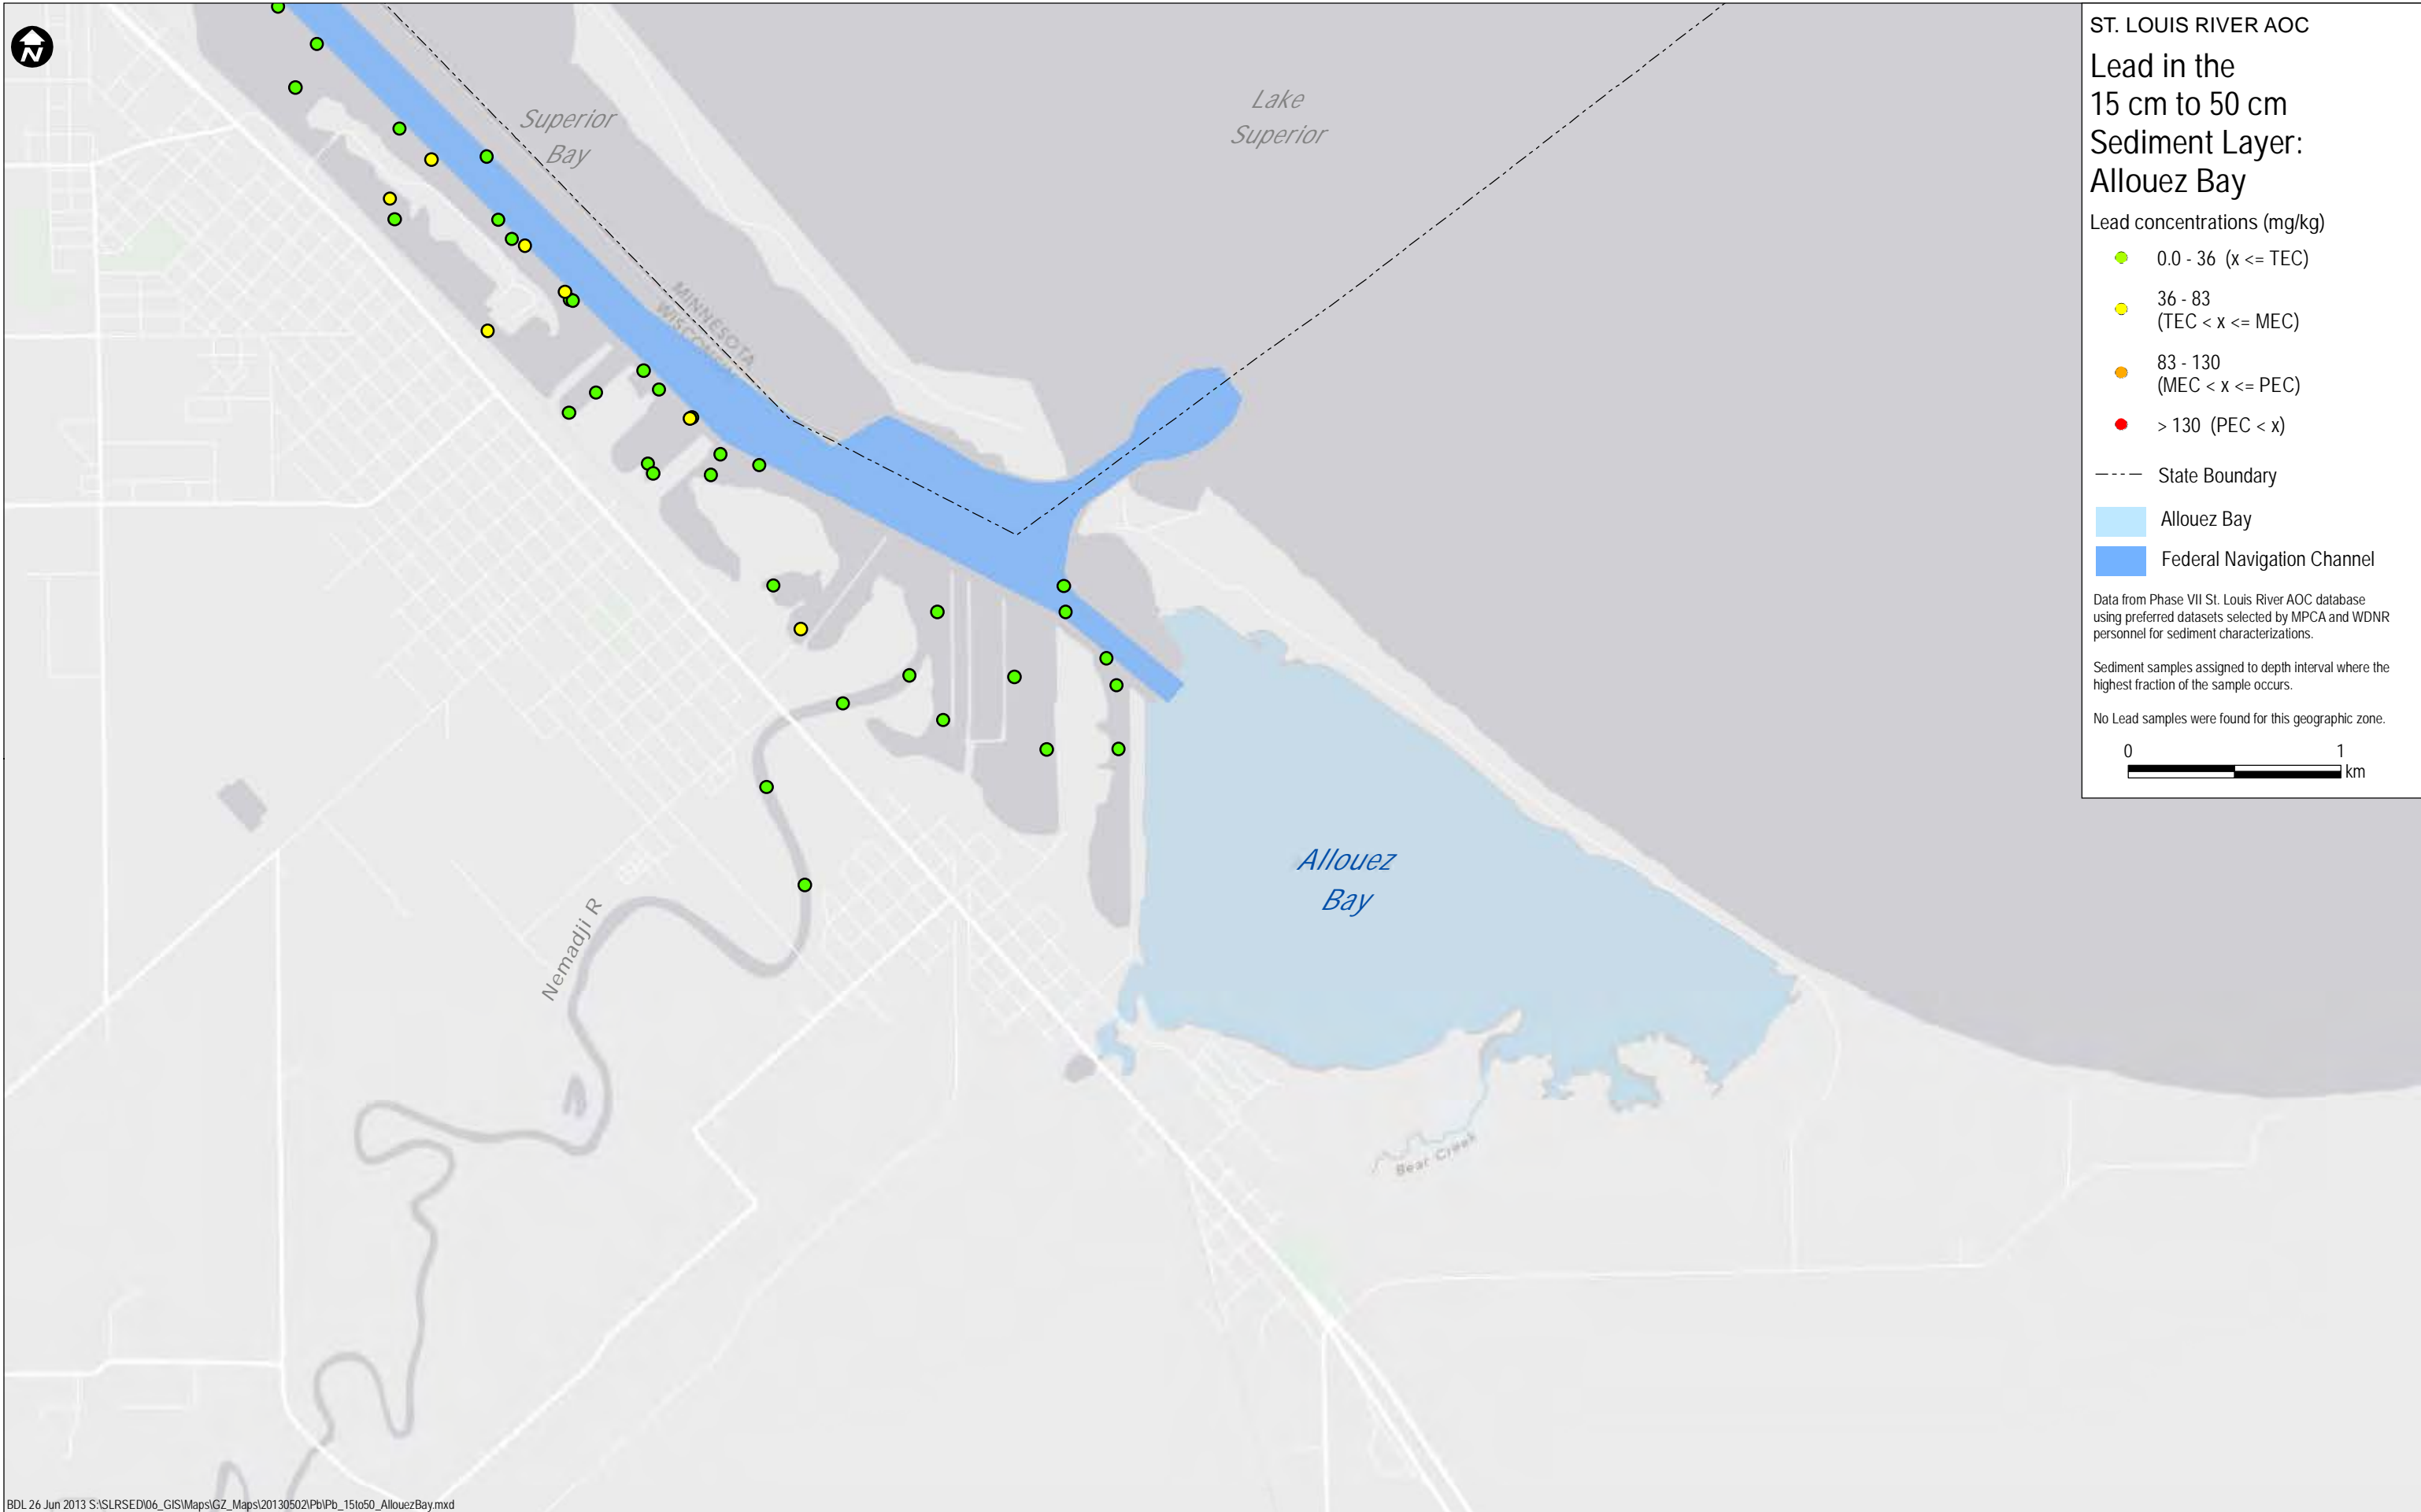 N
Superior
Bay
Lake
Superior
MINNESOTA
WISCONSIN
Allouez
Bay
Nemadji R
Bear Creek
ST. LOUIS RIVER AOC
Lead in the
15 cm to 50 cm
Sediment Layer:
Allouez Bay
Lead concentrations (mg/kg)
0.0 - 36 (x <= TEC)
36 - 83
(TEC < x <= MEC)
83 - 130
(MEC < x <= PEC)
> 130 (PEC < x)
State Boundary
Allouez Bay
Federal Navigation Channel
Data from Phase VII St. Louis River AOC database
using preferred datasets selected by MPCA and WDNR
personnel for sediment characterizations.
Sediment samples assigned to depth interval where the
highest fraction of the sample occurs.
No Lead samples were found for this geographic zone.
0 1
km
BDL 26 Jun 2013 S:\SLRSED\06_GIS\Maps\GZ_Maps\20130502\Pb\Pb_15to50_AllouezBay.mxd